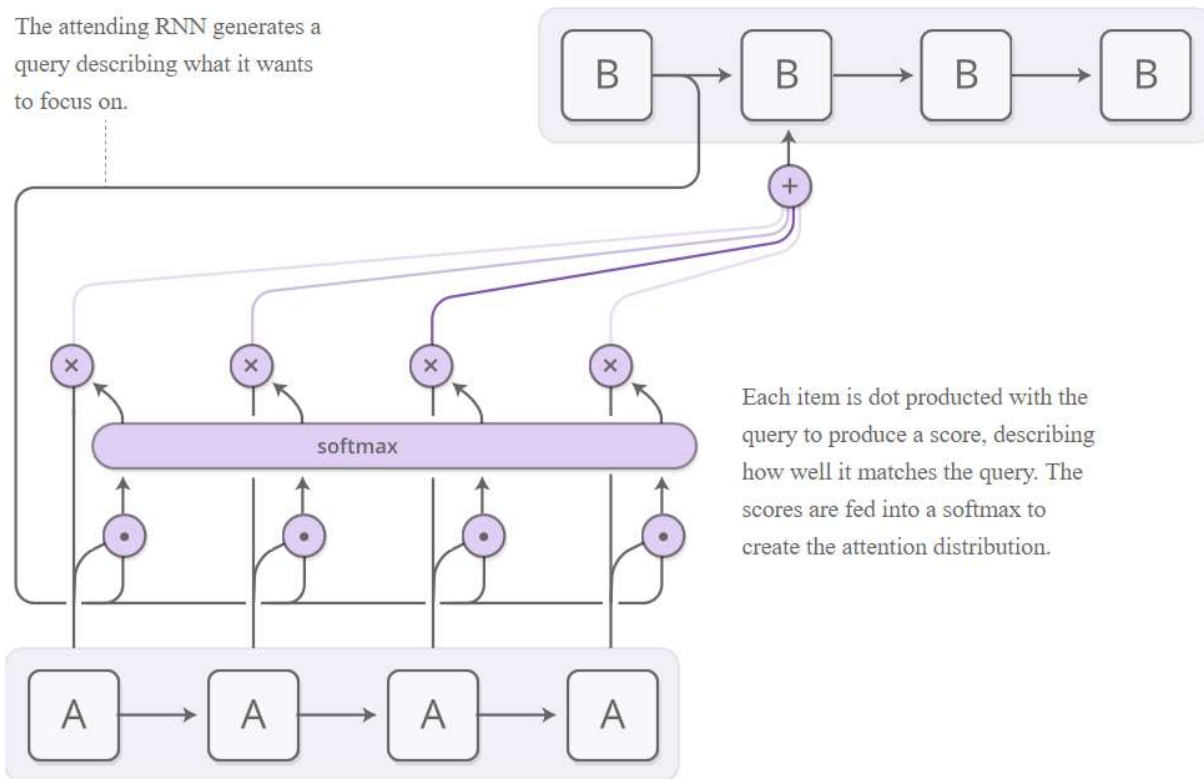 The attending RNN generates a
query describing what it wants
to focus on.
B B B B
+
× × × ×
softmax
Each item is dot producted with the
query to produce a score, describing
how well it matches the query. The
scores are fed into a softmax to
create the attention distribution.
• • • •
A A A A